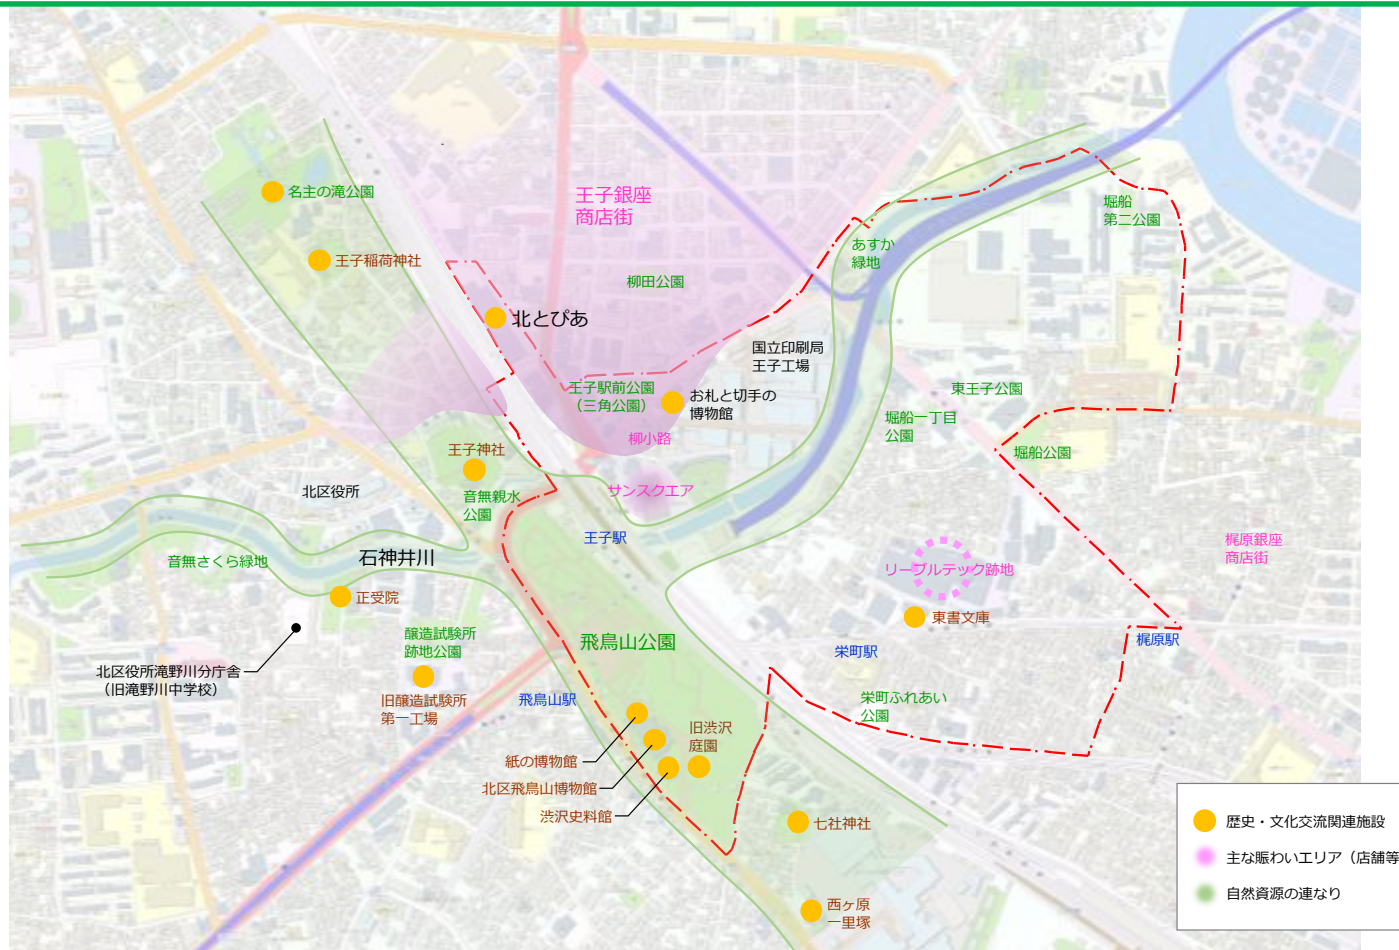 名主の滝公園
王子稲荷神社
王子銀座
商店街
柳田公園
北とぴあ
あすか
緑地
堀船
第二公園
国立印刷局
王子工場
王子駅前公園
（三角公園）
お札と切手の
博物館
柳小路
東王子公園
堀船一丁目
公園
堀船公園
王子神社
音無親水
公園
北区役所
サンスクエア
王子駅
石神井川
音無さくら緑地
梶原銀座
商店街
リーブルテック跡地
正受院
東書文庫
醸造試験所
跡地公園
飛鳥山公園
栄町駅
梶原駅
北区役所滝野川分庁舎
（旧滝野川中学校）
旧醸造試験所
第一工場
飛鳥山駅
栄町ふれあい
公園
旧渋沢
庭園
紙の博物館
北区飛鳥山博物館
渋沢史料館
七社神社
西ヶ原
一里塚
歴史・文化交流関連施設
主な賑わいエリア（店舗等
自然資源の連なり